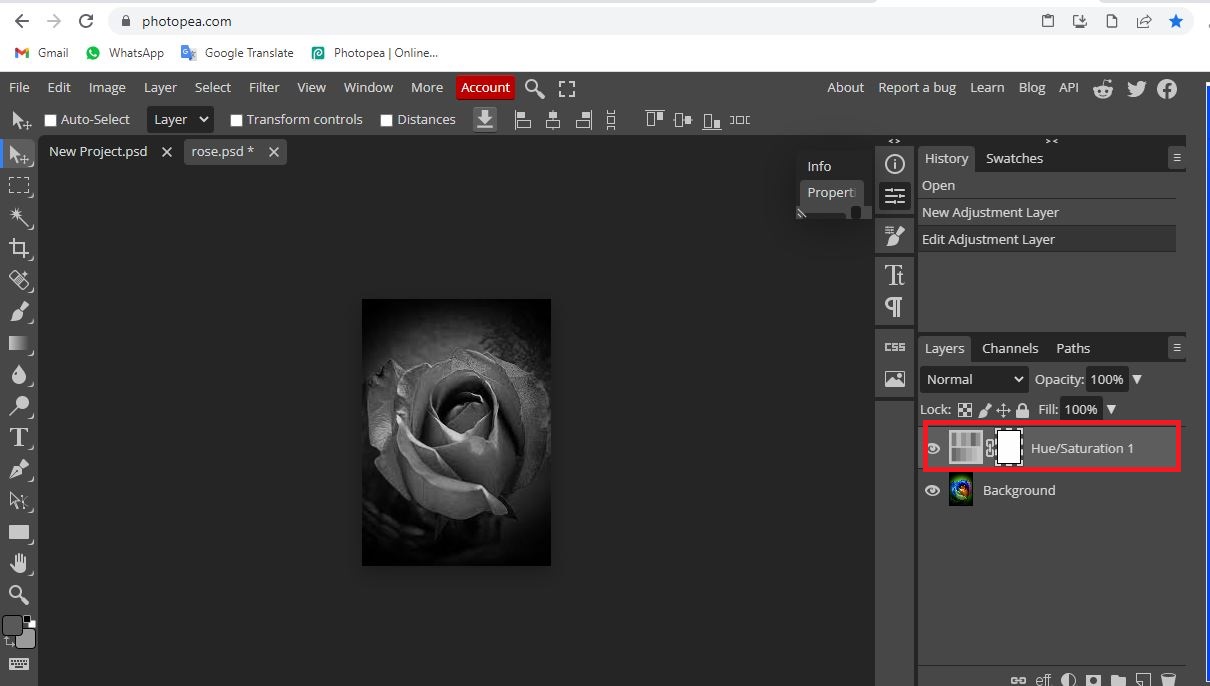 photopea.com
Gmail WhatsApp Google Translate Photopea | Online...
File Edit Image Layer Select Filter View Window More Account About Report a bug Learn Blog API
Auto-Select Layer Transform controls Distances
New Project.psd rose.psd *
Info
Properti
History Swatches
Open
New Adjustment Layer
Edit Adjustment Layer
Tt
CSS
Layers Channels Paths
Normal Opacity: 100%
Lock: Fill: 100%
Hue/Saturation 1
Background
T
eff